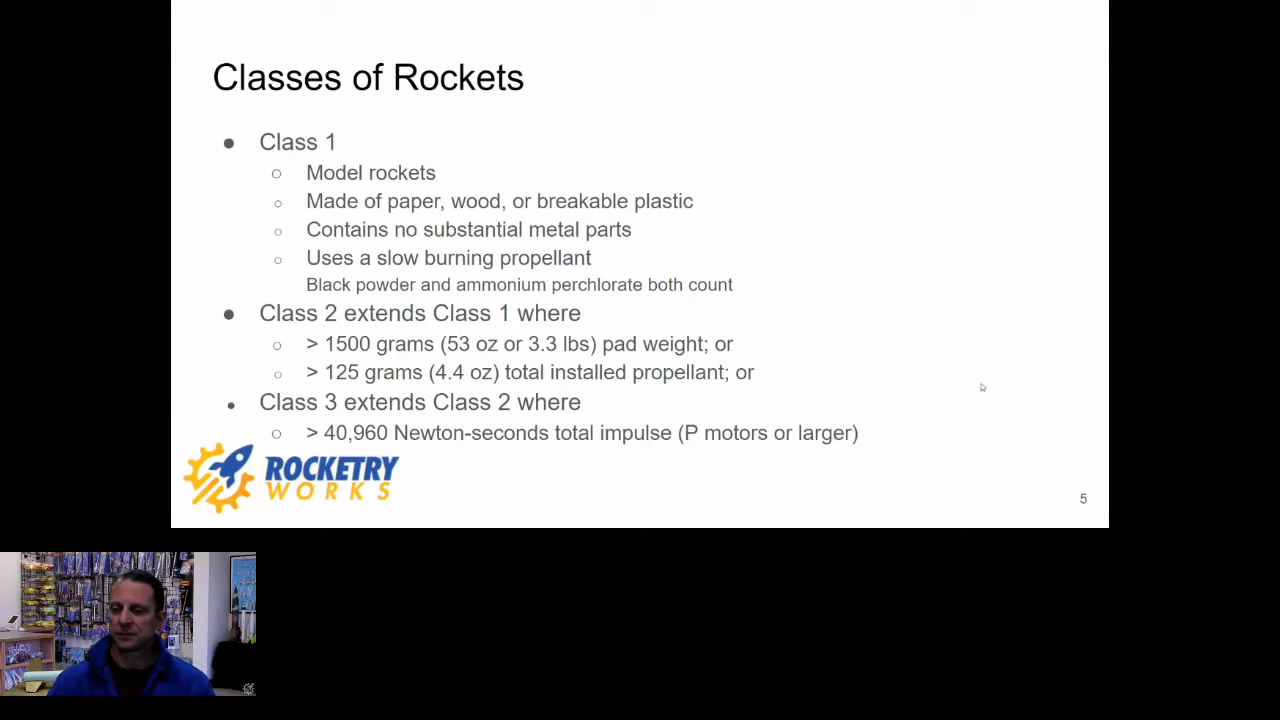 Classes of Rockets
● Class 1
○ Model rockets
○ Made of paper, wood, or breakable plastic
○ Contains no substantial metal parts
○ Uses a slow burning propellant
Black powder and ammonium perchlorate both count
● Class 2 extends Class 1 where
○ > 1500 grams (53 oz or 3.3 lbs) pad weight; or
○ > 125 grams (4.4 oz) total installed propellant; or
● Class 3 extends Class 2 where
○ > 40,960 Newton-seconds total impulse (P motors or larger)
ROCKETRY
WORKS
5